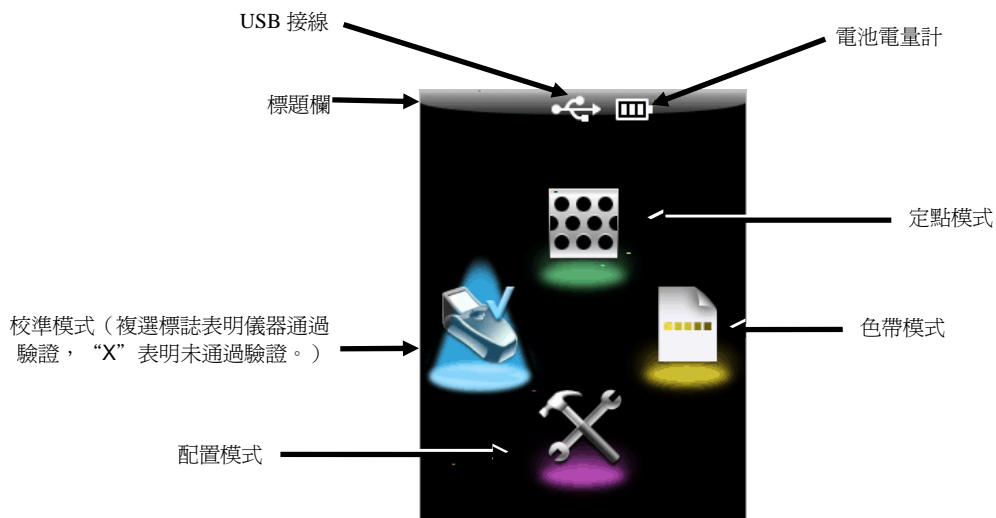 USB 接線
電池電量計
標題欄
定點模式
校準模式（複選標誌表明儀器通過
驗證， “X”表明未通過驗證。）
色帶模式
配置模式